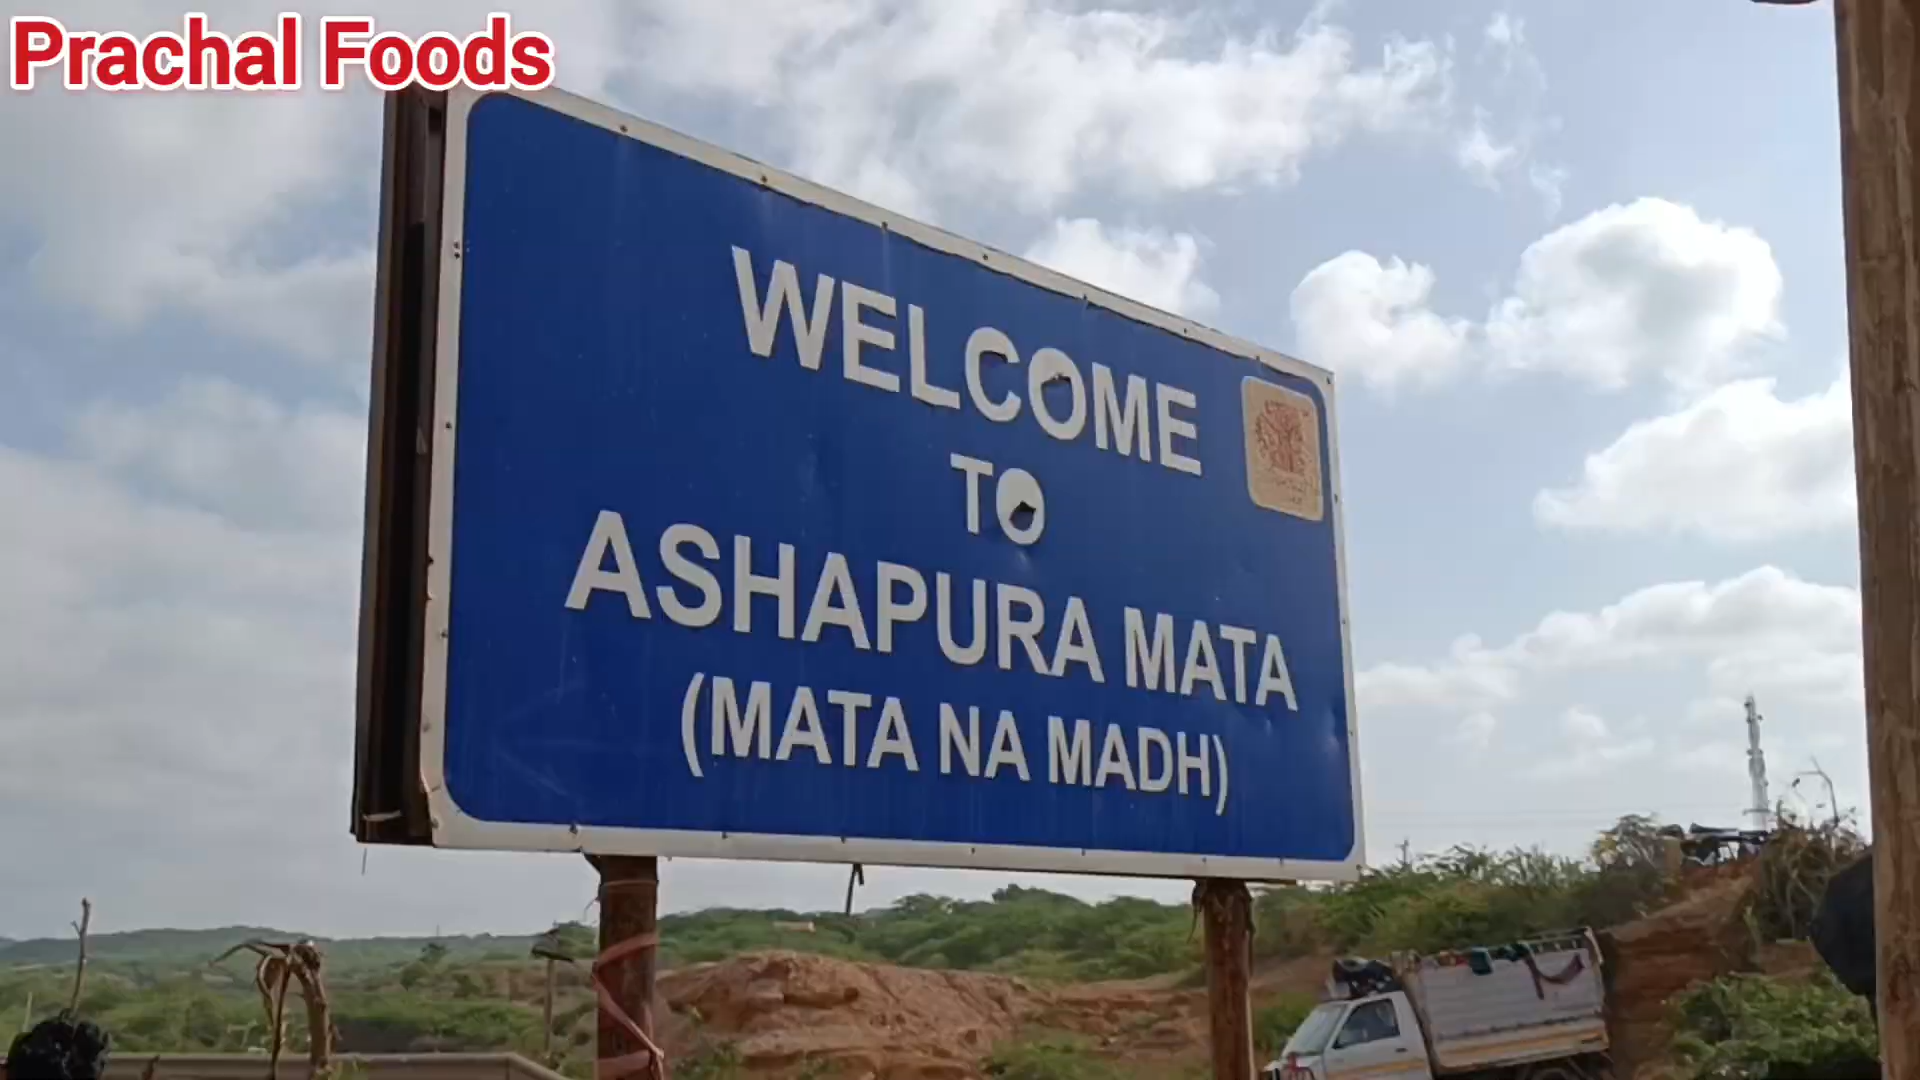 Prachal Foods
WELCOME
TO
ASHAPURA MATA
(MATA NA MADH)